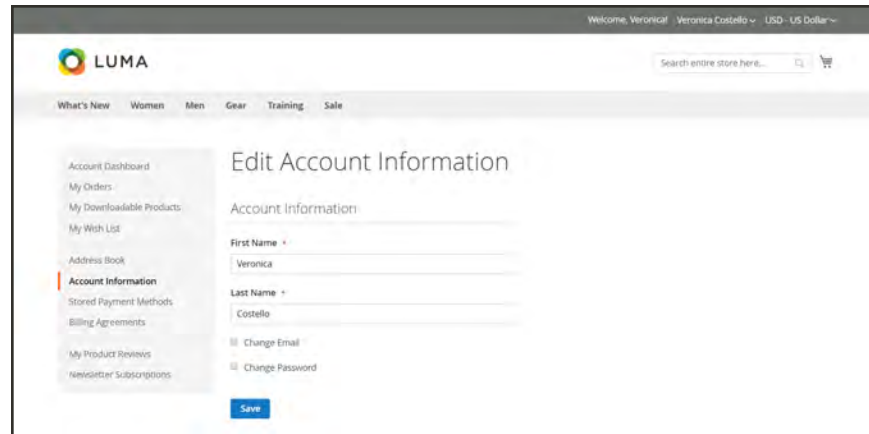 Welcome, Veronica! Veronica Costello USD - US Dollar
LUMA
Search entire store here...
What's New Women Men Gear Training Sale
Account Dashboard
My Orders
My Downloadable Products
My Wish List
Address Book
Account Information
Stored Payment Methods
Billing Agreements
My Product Reviews
Newsletter Subscriptions
Edit Account Information
Account Information
First Name *
Veronica
Last Name *
Costello
Change Email
Change Password
Save